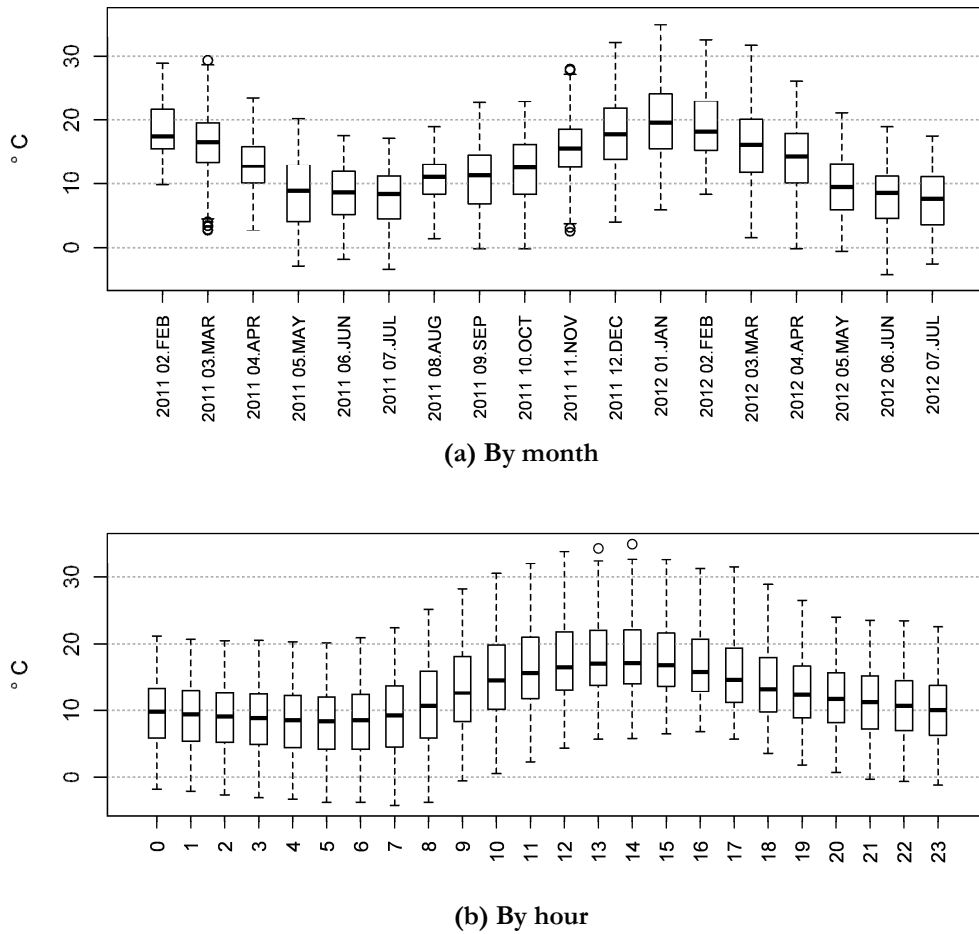 30
20
10
0
° C
2011 02.FEB
2011 03.MAR
2011 04.APR
2011 05.MAY
2011 06.JUN
2011 07.JUL
2011 08.AUG
2011 09.SEP
2011 10.OCT
2011 11.NOV
2011 12.DEC
2012 01.JAN
2012 02.FEB
2012 03.MAR
2012 04.APR
2012 05.MAY
2012 06.JUN
2012 07.JUL
(a) By month
30
20
10
0
° C
0
1
2
3
4
5
6
7
8
9
10
11
12
13
14
15
16
17
18
19
20
21
22
23
(b) By hour